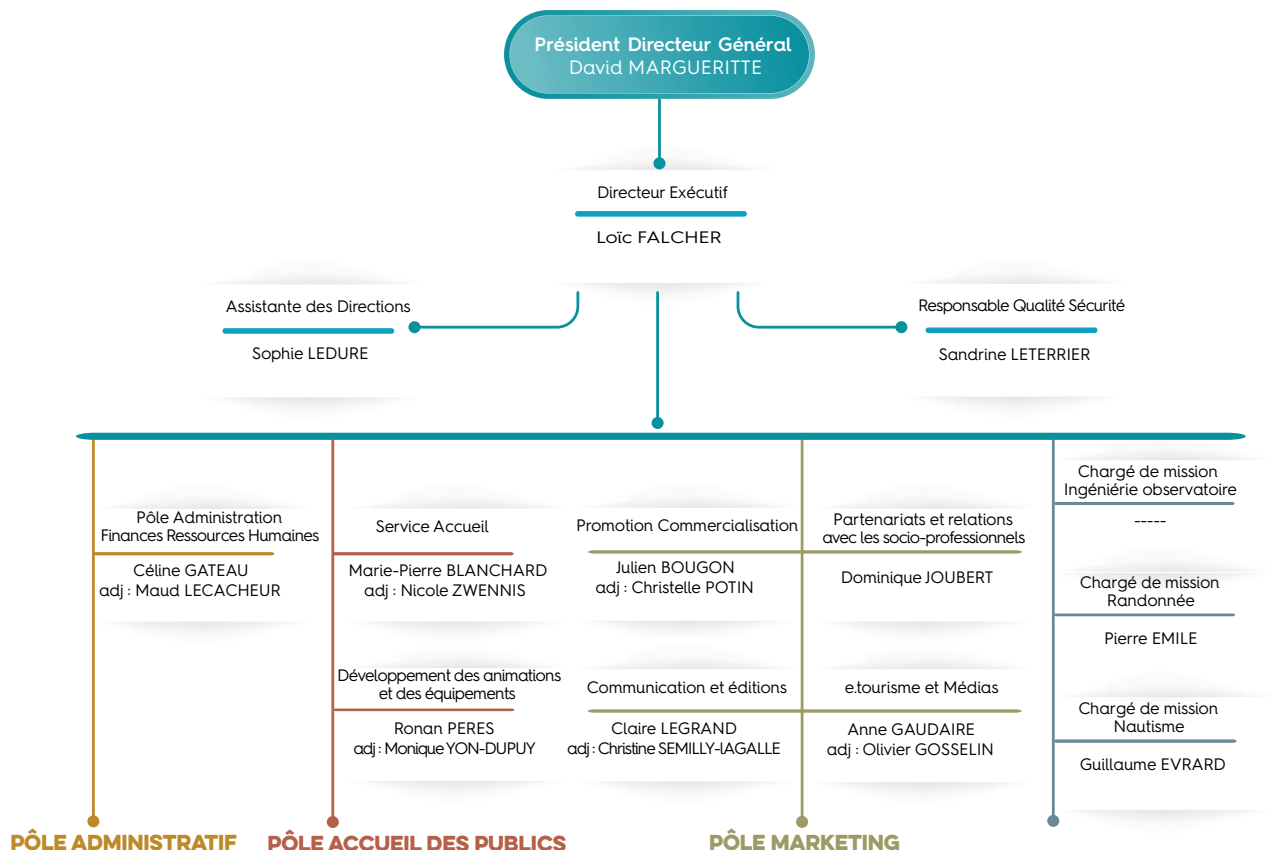 Président Directeur Général
David MARGUERITTE
Directeur Exécutif
Loïc FALCHER
Assistante des Directions
Sophie LEDURE
Responsable Qualité Sécurité
Sandrine LETERRIER
Pôle Administration
Finances Ressources Humaines
Céline GATEAU
adj : Maud LECACHEUR
Service Accueil
Marie-Pierre BLANCHARD
adj : Nicole ZWENNIS
Développement des animations
et des équipements
Ronan PERES
adj : Monique YON-DUPUY
Promotion Commercialisation
Julien BOUGON
adj : Christelle POTIN
Partenariats et relations
avec les socio-professionnels
Dominique JOUBERT
Communication et éditions
Claire LEGRAND
adj : Christine SEMILLY-lAGALLE
e.tourisme et Médias
Anne GAUDAIRE
adj : Olivier GOSSELIN
Chargé de mission
Ingéniérie observatoire
-----
Chargé de mission
Randonnée
Pierre EMILE
Chargé de mission
Nautisme
Guillaume EVRARD
PÔLE ADMINISTRATIF
PÔLE ACCUEIL DES PUBLICS
PÔLE MARKETING